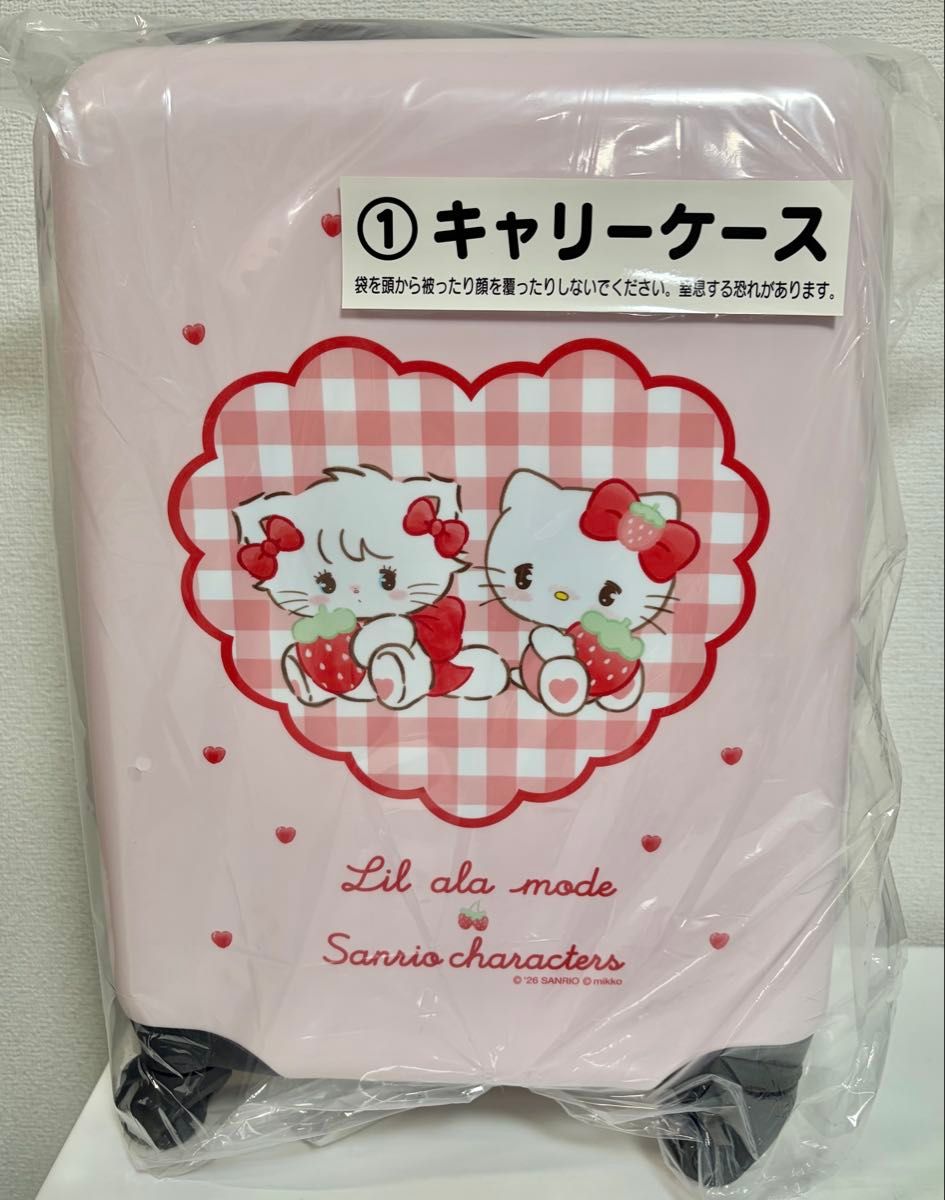 ①キャリーケース
袋を頭から被ったり顔を覆ったりしないでください。窒息する恐れがあります。
Lil ala mode
Sanrio characters
© '26 SANRIO © mikko